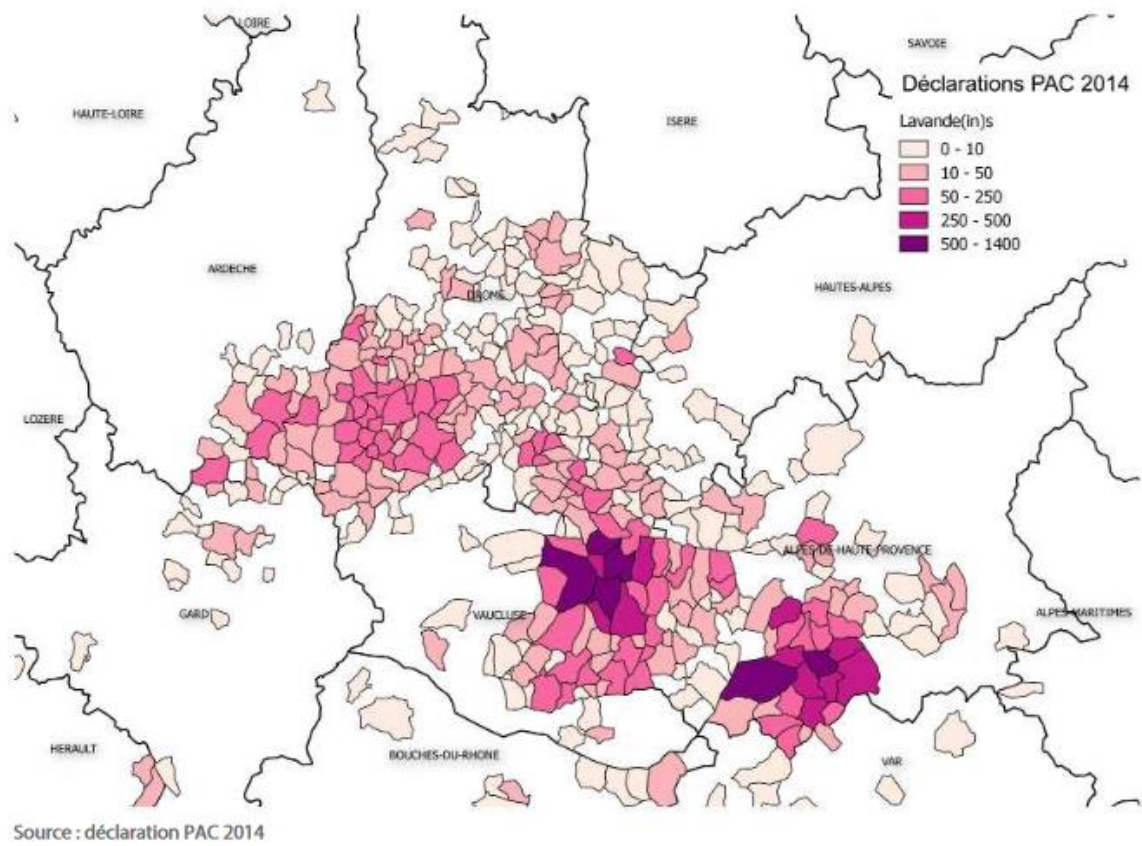 LOIRE
SAVOIE
HAUTE-LOIRE
ISERE
Déclarations PAC 2014
Lavande(in)s
0 - 10
10 - 50
50 - 250
250 - 500
500 - 1400
ARDECHE
DROME
HAUTES-ALPES
LOZERE
ALPES-DE-HAUTE-PROVENCE
GARD
VAUCLUSE
ALPES-MARITIMES
HERAULT
BOUCHES-DU-RHONE
VAR
Source : déclaration PAC 2014